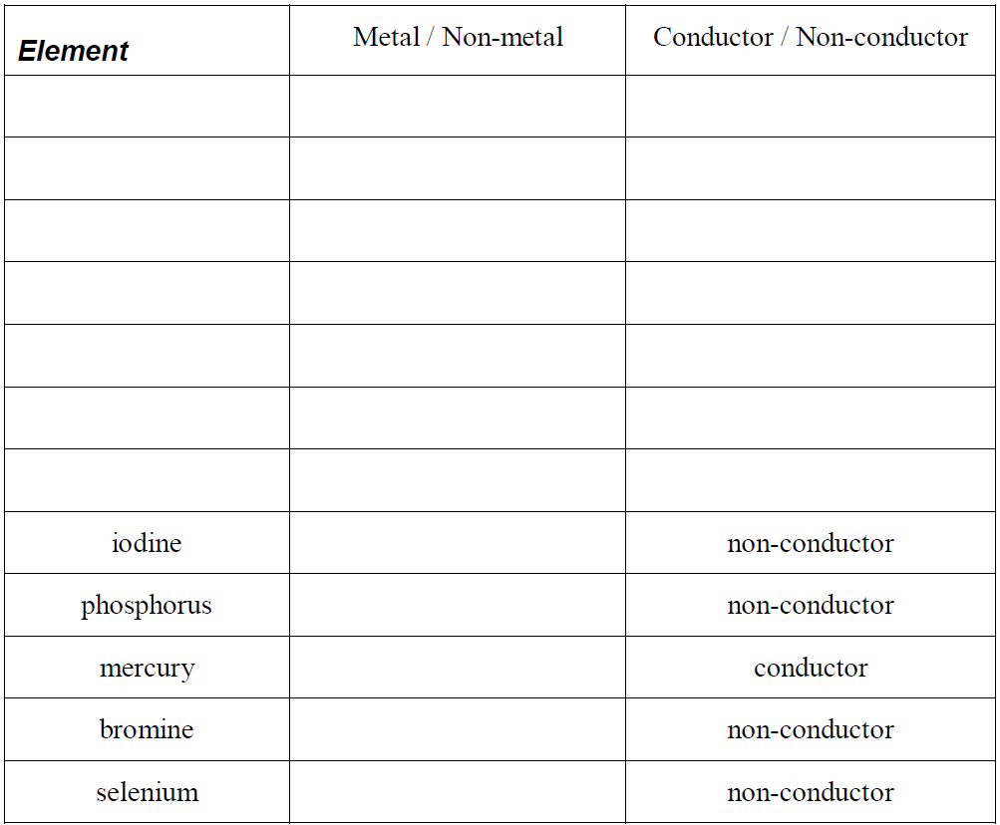 Element Metal / Non-metal Conductor / Non-conductor
iodine non-conductor
phosphorus non-conductor
mercury conductor
bromine non-conductor
selenium non-conductor